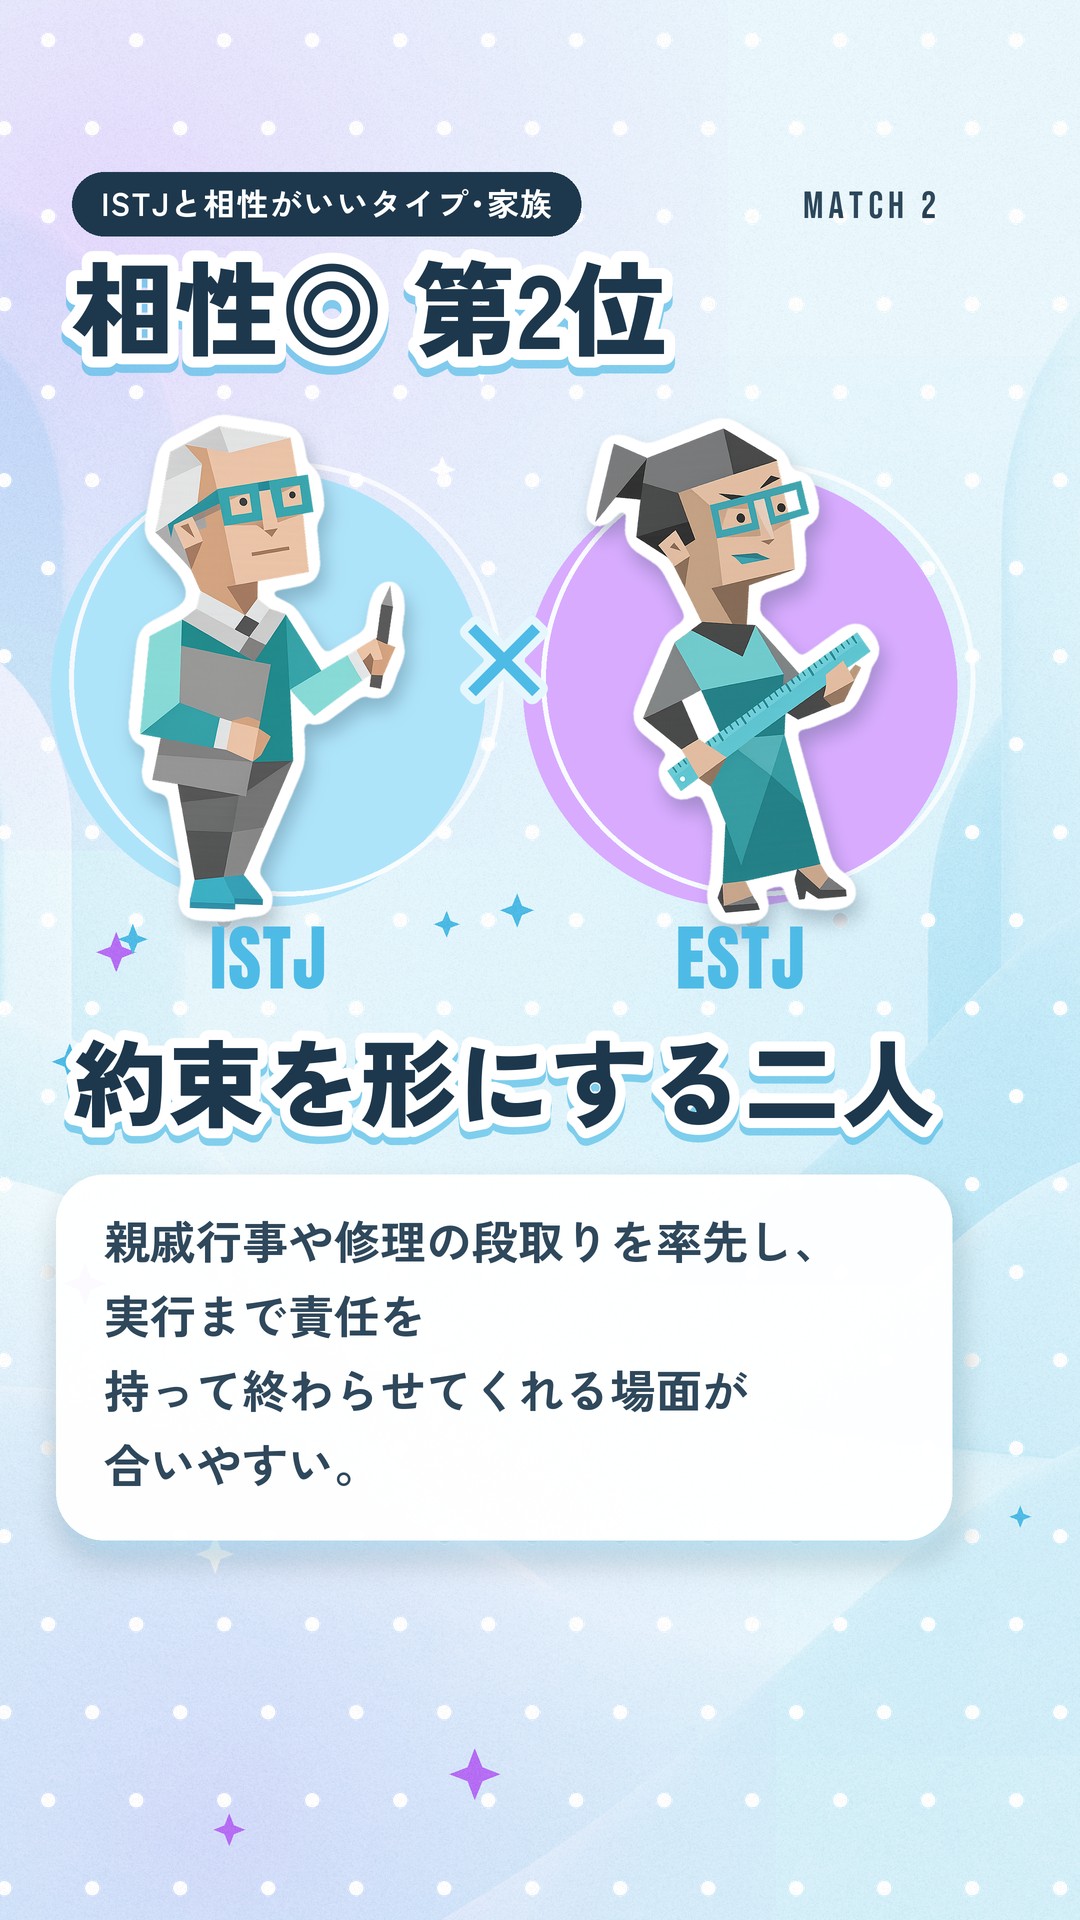 ISTJと相性がいいタイプ・家族
MATCH 2
相性◎ 第2位
ISTJ
ESTJ
約束を形にする二人
親戚行事や修理の段取りを率先し、
実行まで責任を
持って終わらせてくれる場面が
合いやすい。